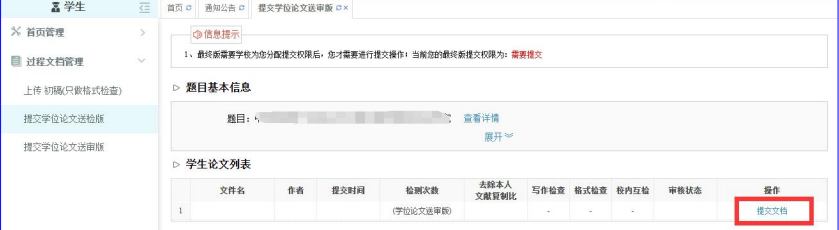 学生
首页 通知公告 提交学位论文送审版
首页管理
过程文档管理
上传 初稿(只做格式检查)
提交学位论文送检版
提交学位论文送审版
信息提示
1、最终版需要学校为您分配提交权限后，您才需要进行提交操作！当前您的最终版提交权限为：需要提交
题目基本信息
题目： 查看详情
展开
学生论文列表
文件名 作者 提交时间 检测次数 去除本人文献复制比 写作检查 格式检查 校内互检 审核状态 操作
1 (学位论文送审版) - - - 提交文档